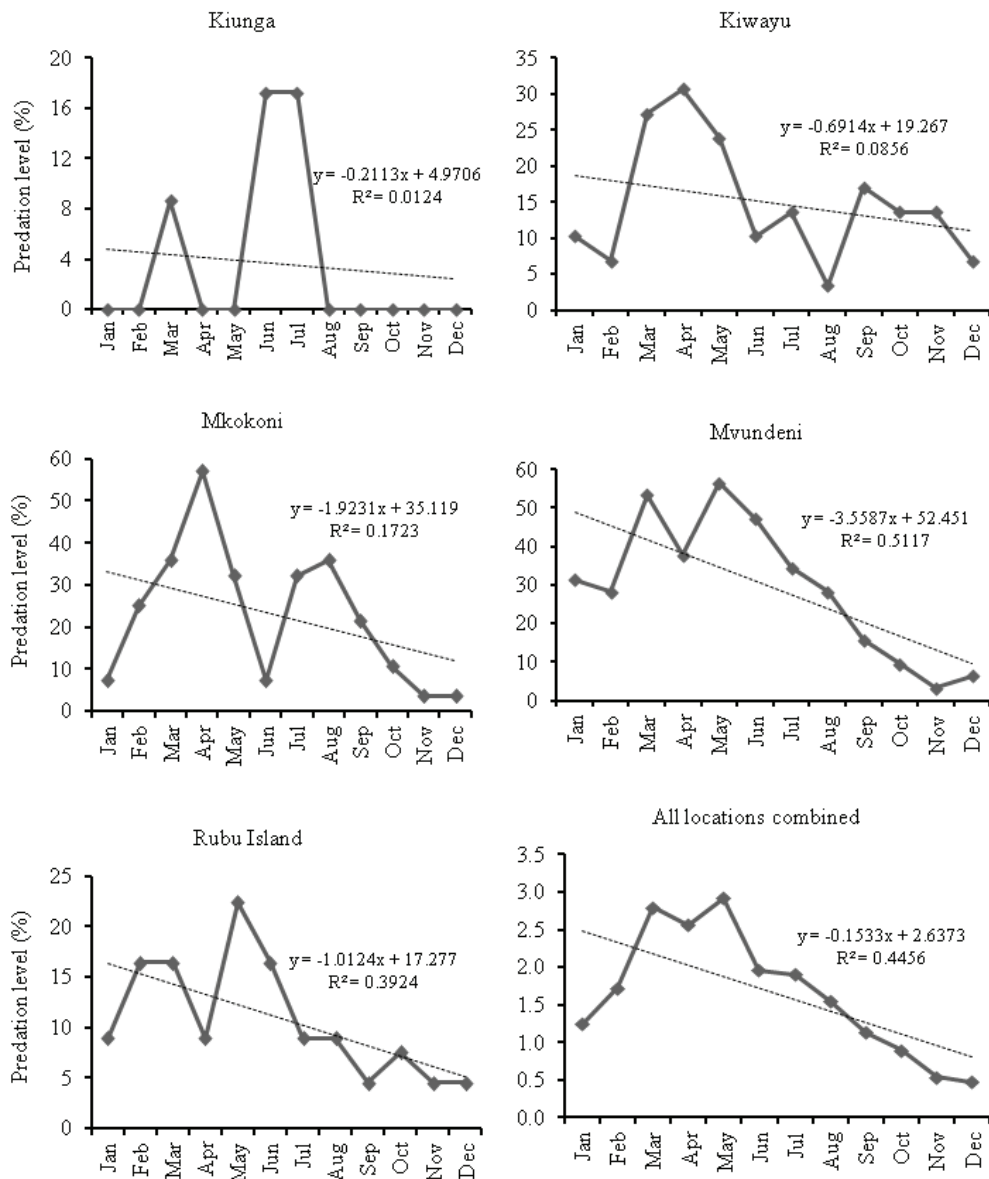 Kiunga
Predation level (%)
20
16
12
8
4
0
y = -0.2113x + 4.9706
R² = 0.0124
Jan Feb Mar Apr May Jun Jul Aug Sep Oct Nov Dec
Kiwayu
35
30
25
20
15
10
5
0
y = -0.6914x + 19.267
R² = 0.0856
Jan Feb Mar Apr May Jun Jul Aug Sep Oct Nov Dec
Mkokoni
Predation level (%)
60
50
40
30
20
10
0
y = -1.9231x + 35.119
R² = 0.1723
Jan Feb Mar Apr May Jun Jul Aug Sep Oct Nov Dec
Mvundeni
60
50
40
30
20
10
0
y = -3.5587x + 52.451
R² = 0.5117
Jan Feb Mar Apr May Jun Jul Aug Sep Oct Nov Dec
Rubu Island
Predation level (%)
25
20
15
10
5
0
y = -1.0124x + 17.277
R² = 0.3924
Jan Feb Mar Apr May Jun Jul Aug Sep Oct Nov Dec
All locations combined
3.5
3.0
2.5
2.0
1.5
1.0
0.5
0.0
y = -0.1533x + 2.6373
R² = 0.4456
Jan Feb Mar Apr May Jun Jul Aug Sep Oct Nov Dec